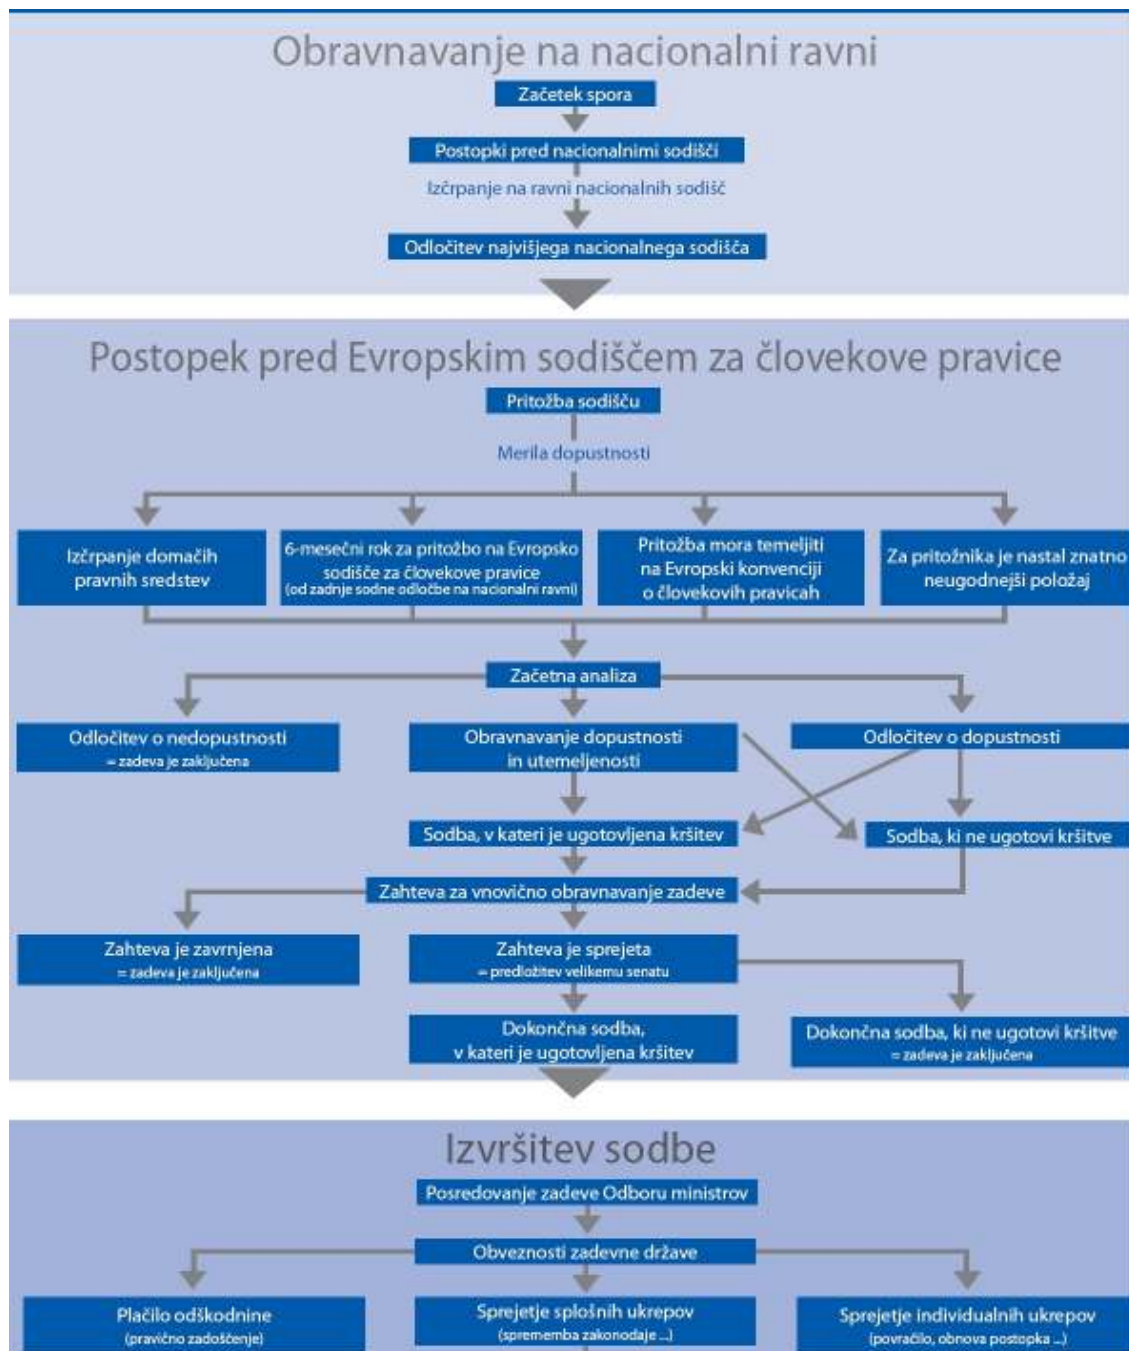 Obravnavanje na nacionalni ravni
Začetek spora
Postopki pred nacionalnimi sodišči
Izčrpanje na ravni nacionalnih sodišč
Odločitev najvišjega nacionalnega sodišča
Postopek pred Evropskim sodiščem za človekove pravice
Pritožba sodišču
Merila dopustnosti
Izčrpanje domačih
pravnih sredstev
6-mesečni rok za pritožbo na Evropsko
sodišče za človekove pravice
(od zadnje sodne odločbe na nacionalni ravni)
Pritožba mora temeljiti
na Evropski konvenciji
o človekovih pravicah
Za pritožnika je nastal znatno
neugodnejši položaj
Začetna analiza
Odločitev o nedopustnosti
= zadeva je zaključena
Obravnavanje dopustnosti
in utemeljenosti
Odločitev o dopustnosti
Sodba, v kateri je ugotovljena kršitev
Sodba, ki ne ugotovi kršitve
Zahteva za vnovično obravnavanje zadeve
Zahteva je zavrnjena
= zadeva je zaključena
Zahteva je sprejeta
= predložitev velikemu senatu
Dokončna sodba,
v kateri je ugotovljena kršitev
Dokončna sodba, ki ne ugotovi kršitve
= zadeva je zaključena
Izvršitev sodbe
Posredovanje zadeve Odboru ministrov
Obveznosti zadevne države
Plačilo odškodnine
(pravično zadoščenje)
Sprejetje splošnih ukrepov
(sprememba zakonodaje ...)
Sprejetje individualnih ukrepov
(povračilo, obnova postopka ...)